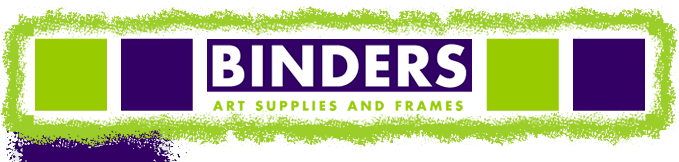 BINDERS
ART SUPPLIES AND FRAMES